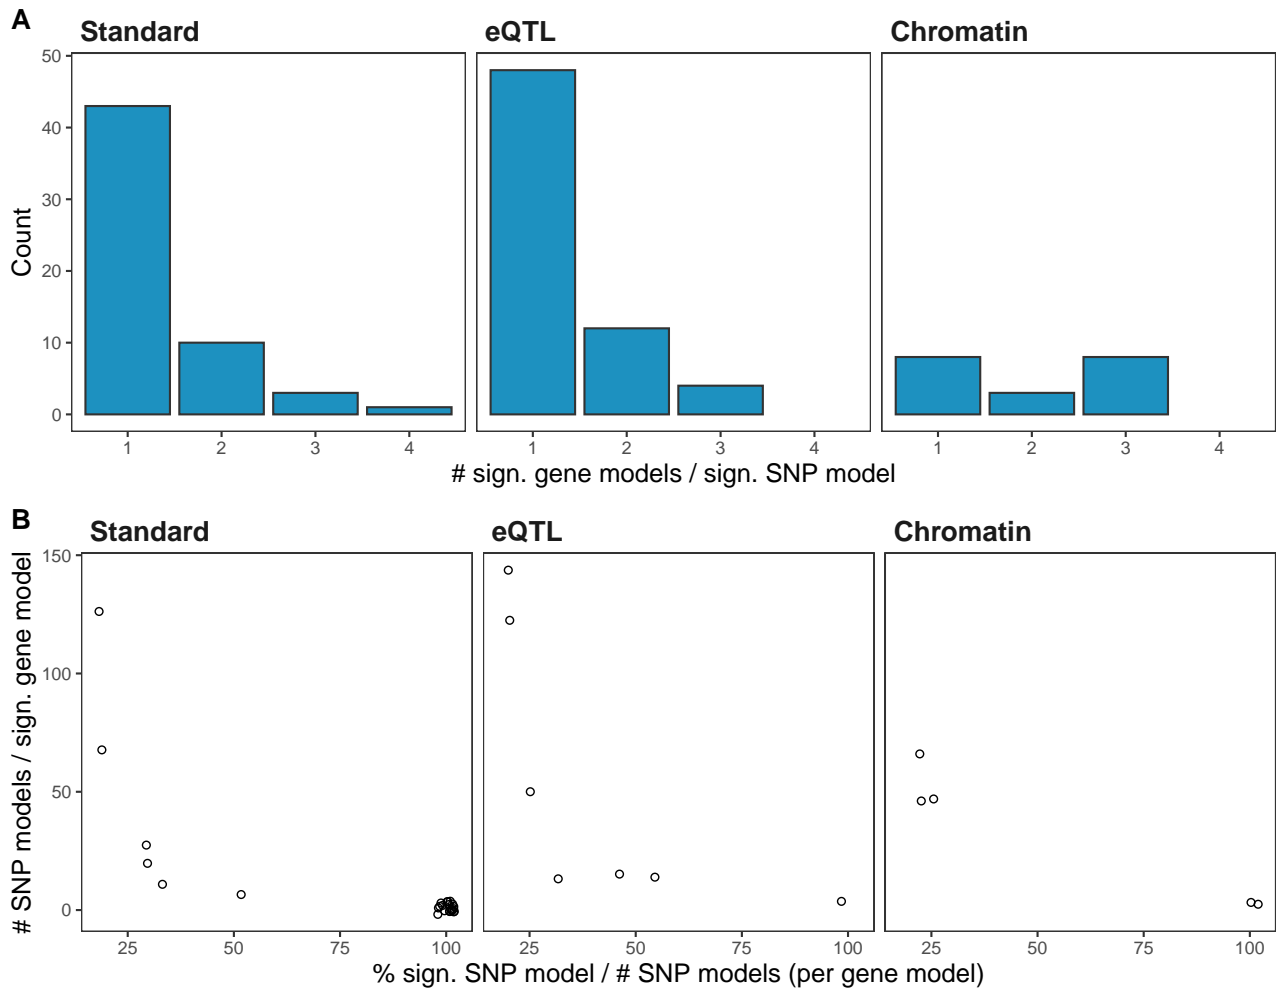 A
Standard eQTL Chromatin
50
40
30
20
10
0
Count
1 2 3 4 1 2 3 4 1 2 3 4
# sign. gene models / sign. SNP model
B
Standard eQTL Chromatin
150
100
50
0
# SNP models / sign. gene model
25 50 75 100 25 50 75 100 25 50 75 100
% sign. SNP model / # SNP models (per gene model)